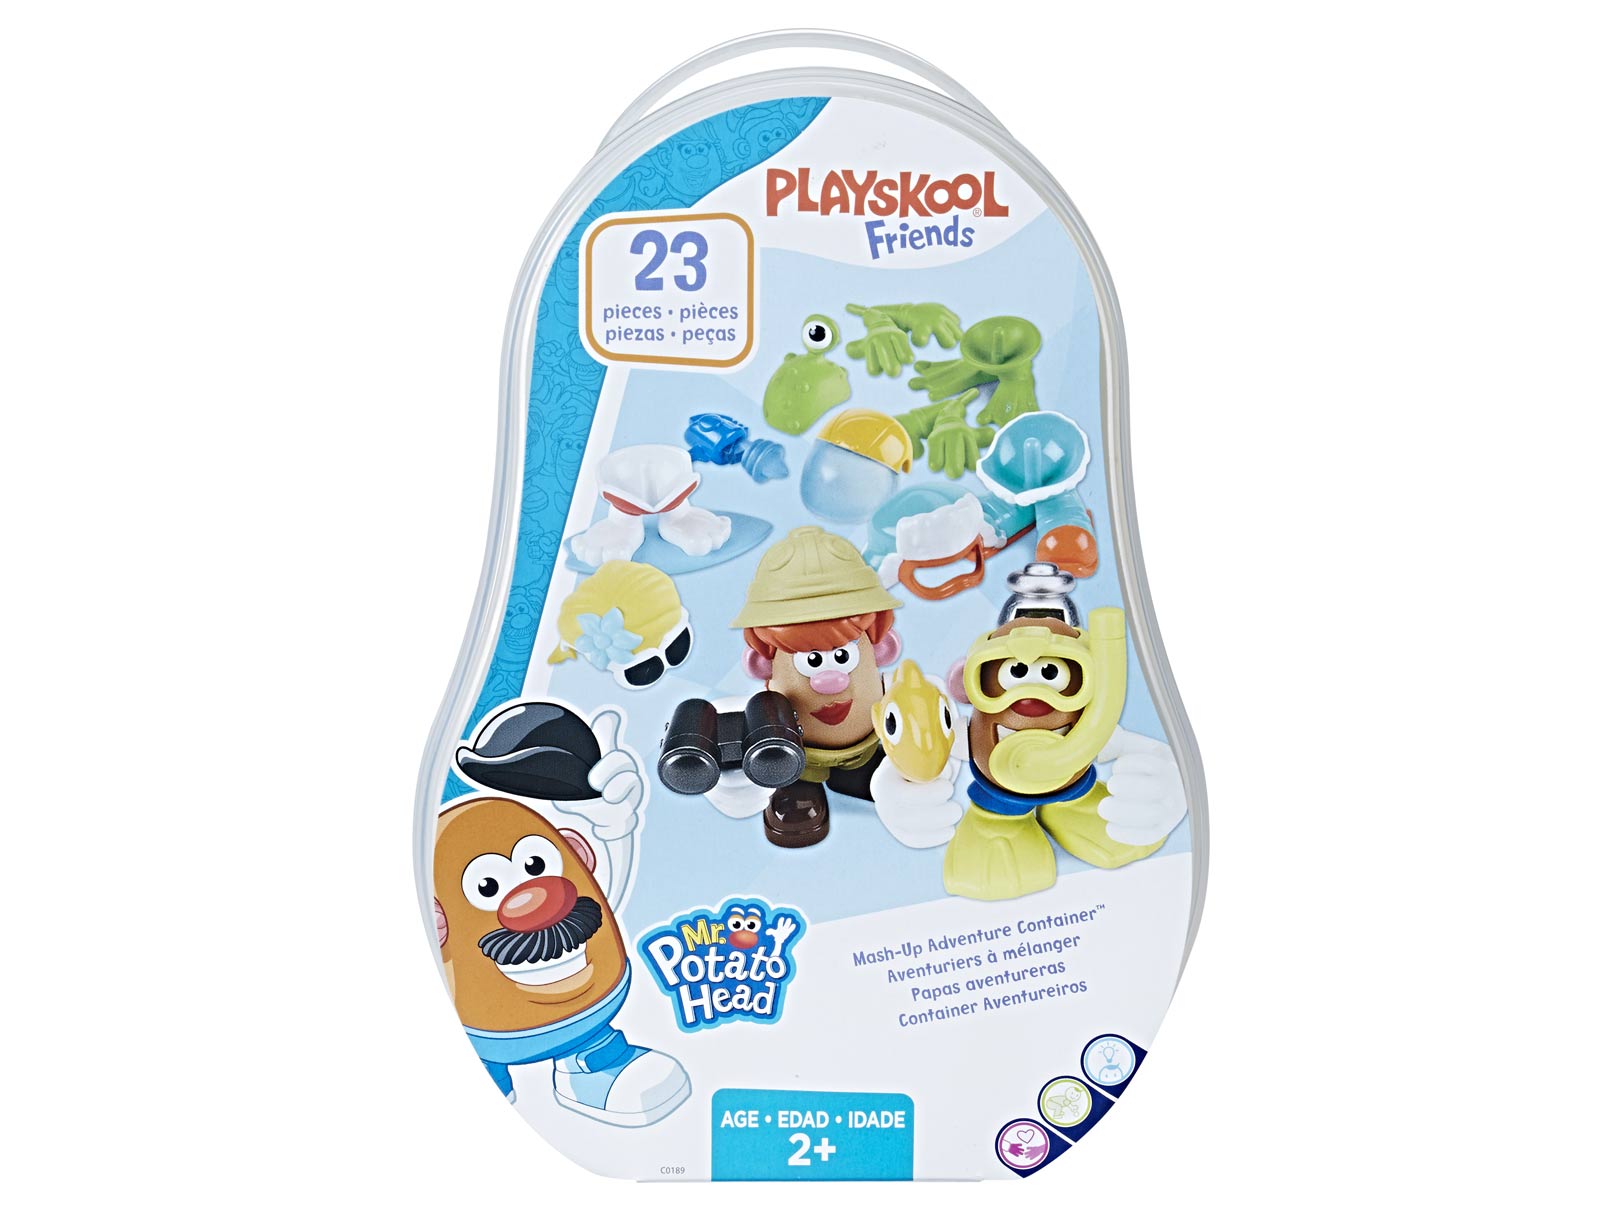 PLAYSKOOL®
Friends
23
pieces • pièces
piezas • peças
Mr.
Potato
Head
Mash-Up Adventure Container™
Aventuriers à mélanger
Papas aventureras
Container Aventureiros
AGE • EDAD • IDADE
2+
C0189